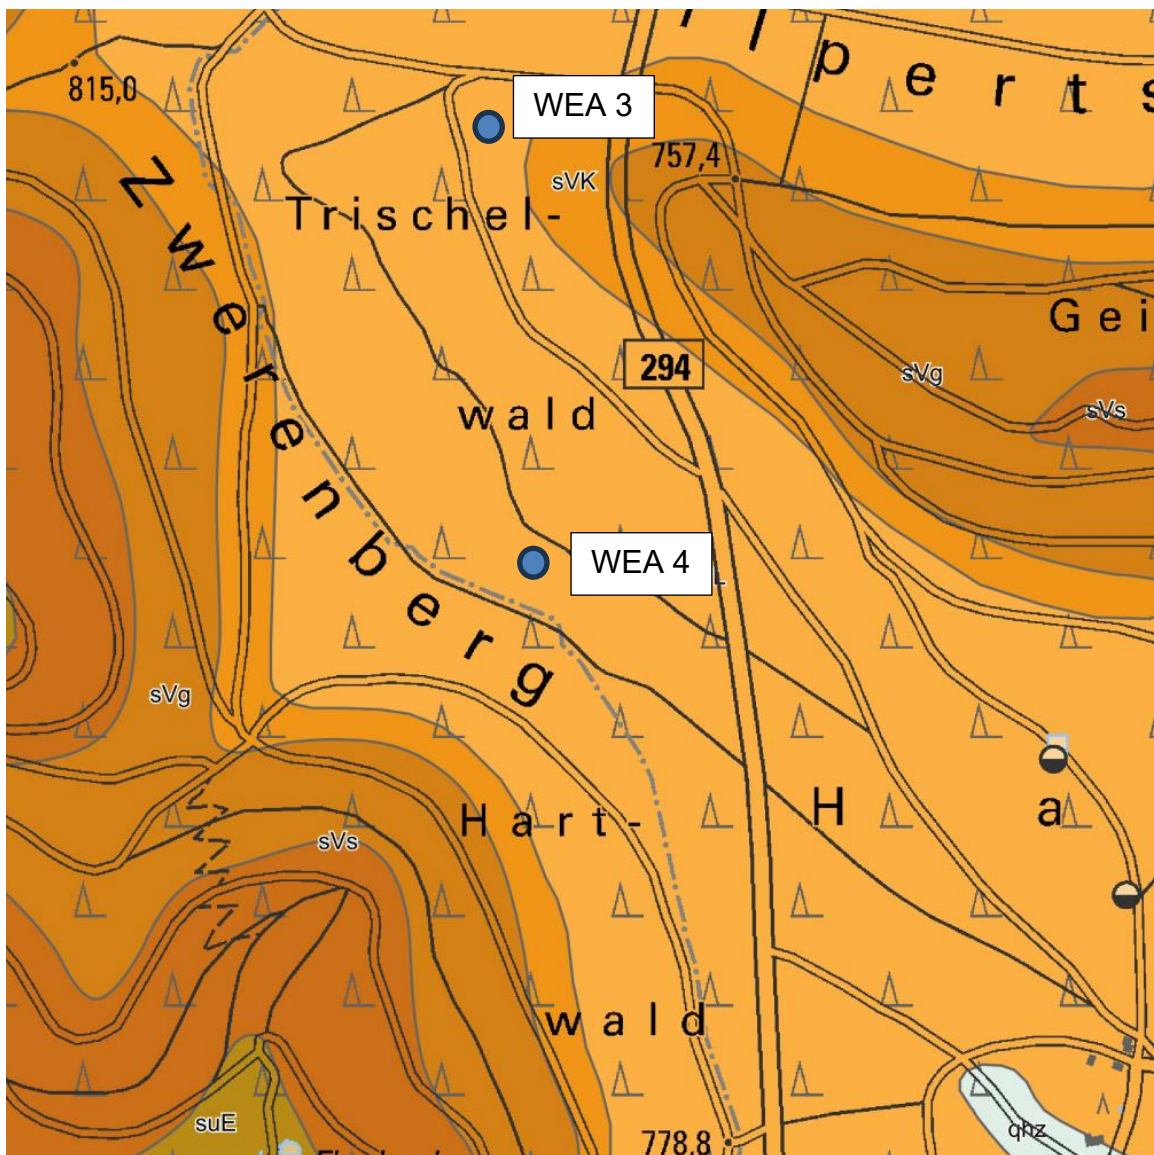 lperts
WEA 3
815,0
757,4
sVK
Trischel-
Zwerenberg
Gei
294
sVg
sVs
wald
WEA 4
L
sVg
Hart-
H a
sVs
wald
suE
qhz
778,8